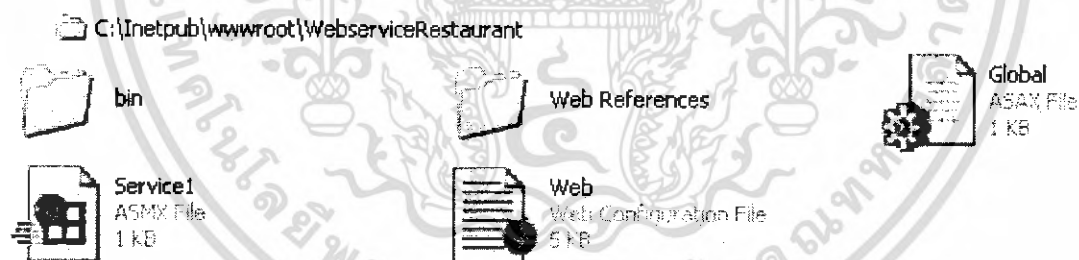 C:\Inetpub\wwwroot\WebserviceRestaurant
bin
Web References
Global
ASAX File
1 KB
Service1
ASMX File
1 KB
Web
Web Configuration File
5 KB